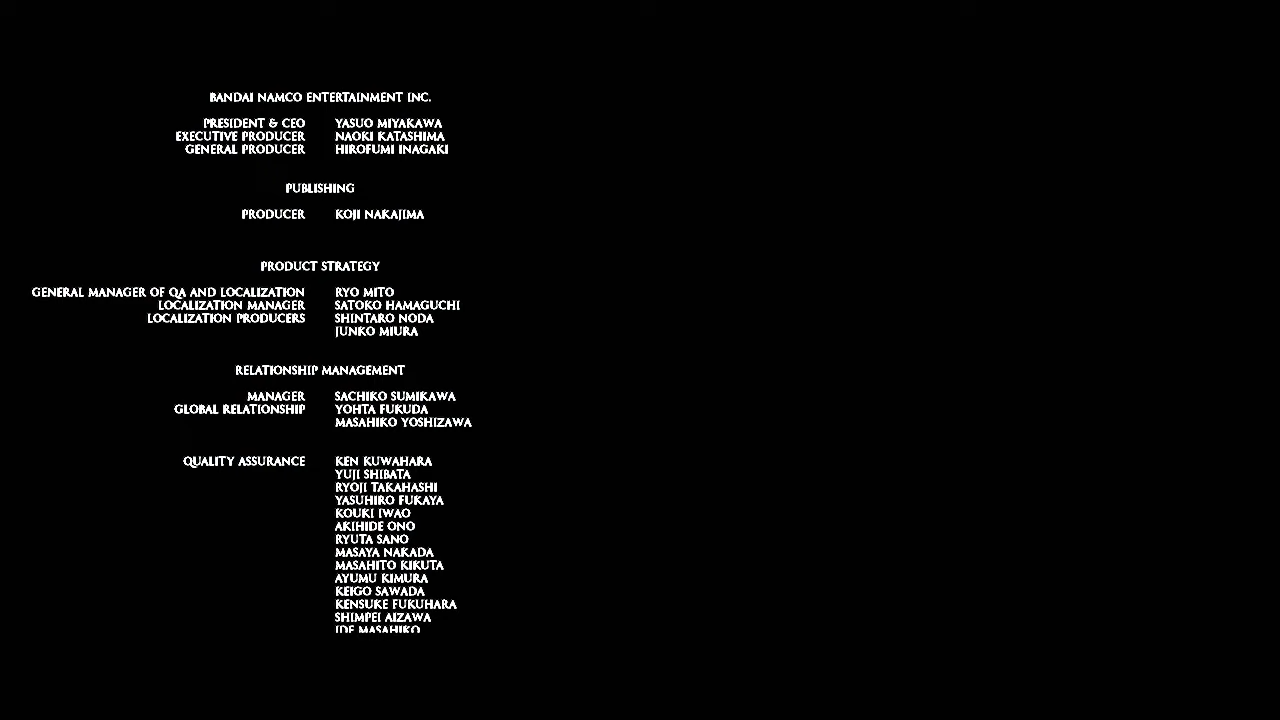 BANDAI NAMCO ENTERTAINMENT INC.
PRESIDENT & CEO YASUO MIYAKAWA
EXECUTIVE PRODUCER NAOKI KATASHIMA
GENERAL PRODUCER HIROFUMI INAGAKI
PUBLISHING
PRODUCER KOJI NAKAJIMA
PRODUCT STRATEGY
GENERAL MANAGER OF QA AND LOCALIZATION RYO MITO
LOCALIZATION MANAGER SATOKO HAMAGUCHI
LOCALIZATION PRODUCERS SHINTARO NODA
JUNKO MIURA
RELATIONSHIP MANAGEMENT
MANAGER SACHIKO SUMIKAWA
GLOBAL RELATIONSHIP YOHTA FUKUDA
MASAHIKO YOSHIZAWA
QUALITY ASSURANCE KEN KUWAHARA
YUJI SHIBATA
RYOJI TAKAHASHI
YASUHIRO FUKAYA
KOUKI IWAO
AKIHIDE ONO
RYUTA SANO
MASAYA NAKADA
MASAHITO KIKUTA
AYUMU KIMURA
KEIGO SAWADA
KENSUKE FUKUHARA
SHIMPEI AIZAWA
IDE MASAHIKO